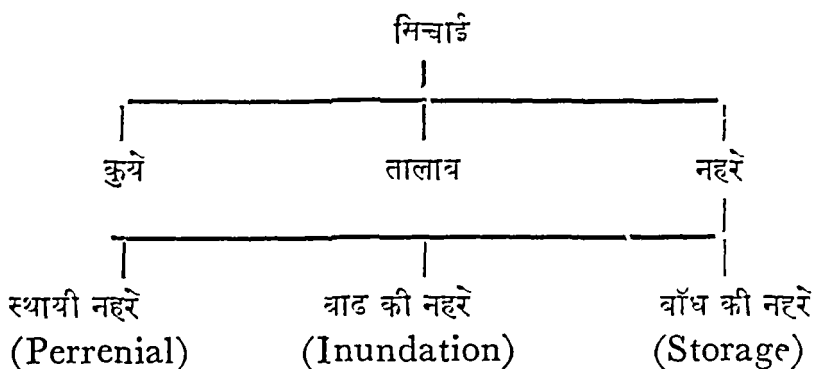 सिचाई
कुये तालाव नहरें
स्थायी नहरें वाढ की नहरें वॉध की नहरें
(Perrenial) (Inundation) (Storage)